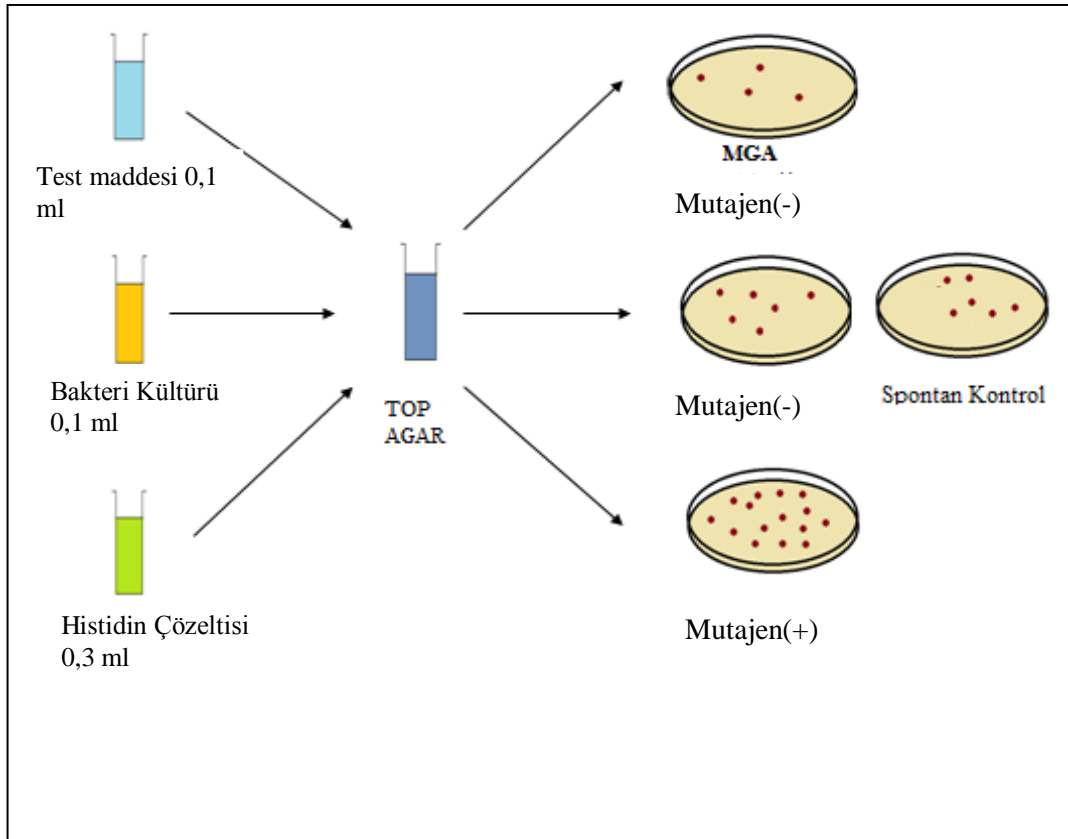 Test maddesi 0,1
ml
Bakteri Kültürü
0,1 ml
Histidin Çözeltisi
0,3 ml
TOP
AGAR
MGA
Mutajen(-)
Mutajen(-)
Spontan Kontrol
Mutajen(+)